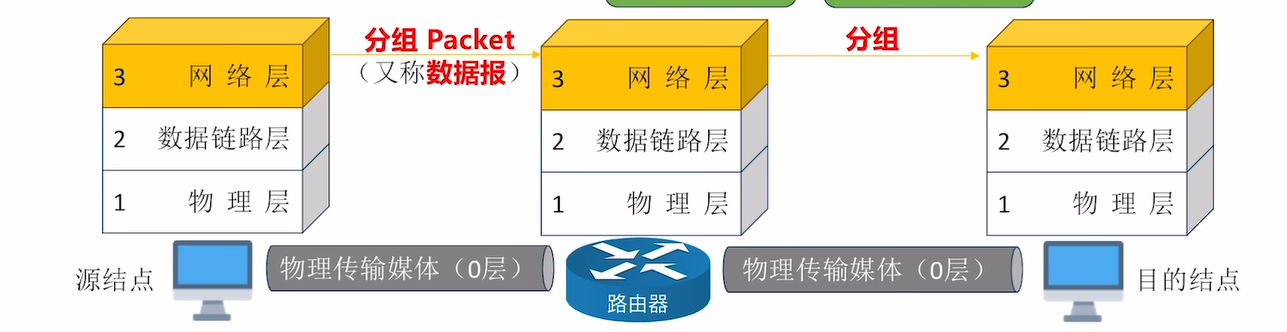 分组 Packet
（又称数据报）
分组
3 网 络 层
2 数据链路层
1 物 理 层
3 网 络 层
2 数据链路层
1 物 理 层
3 网 络 层
2 数据链路层
1 物 理 层
源结点
物理传输媒体（0层）
路由器
物理传输媒体（0层）
目的结点